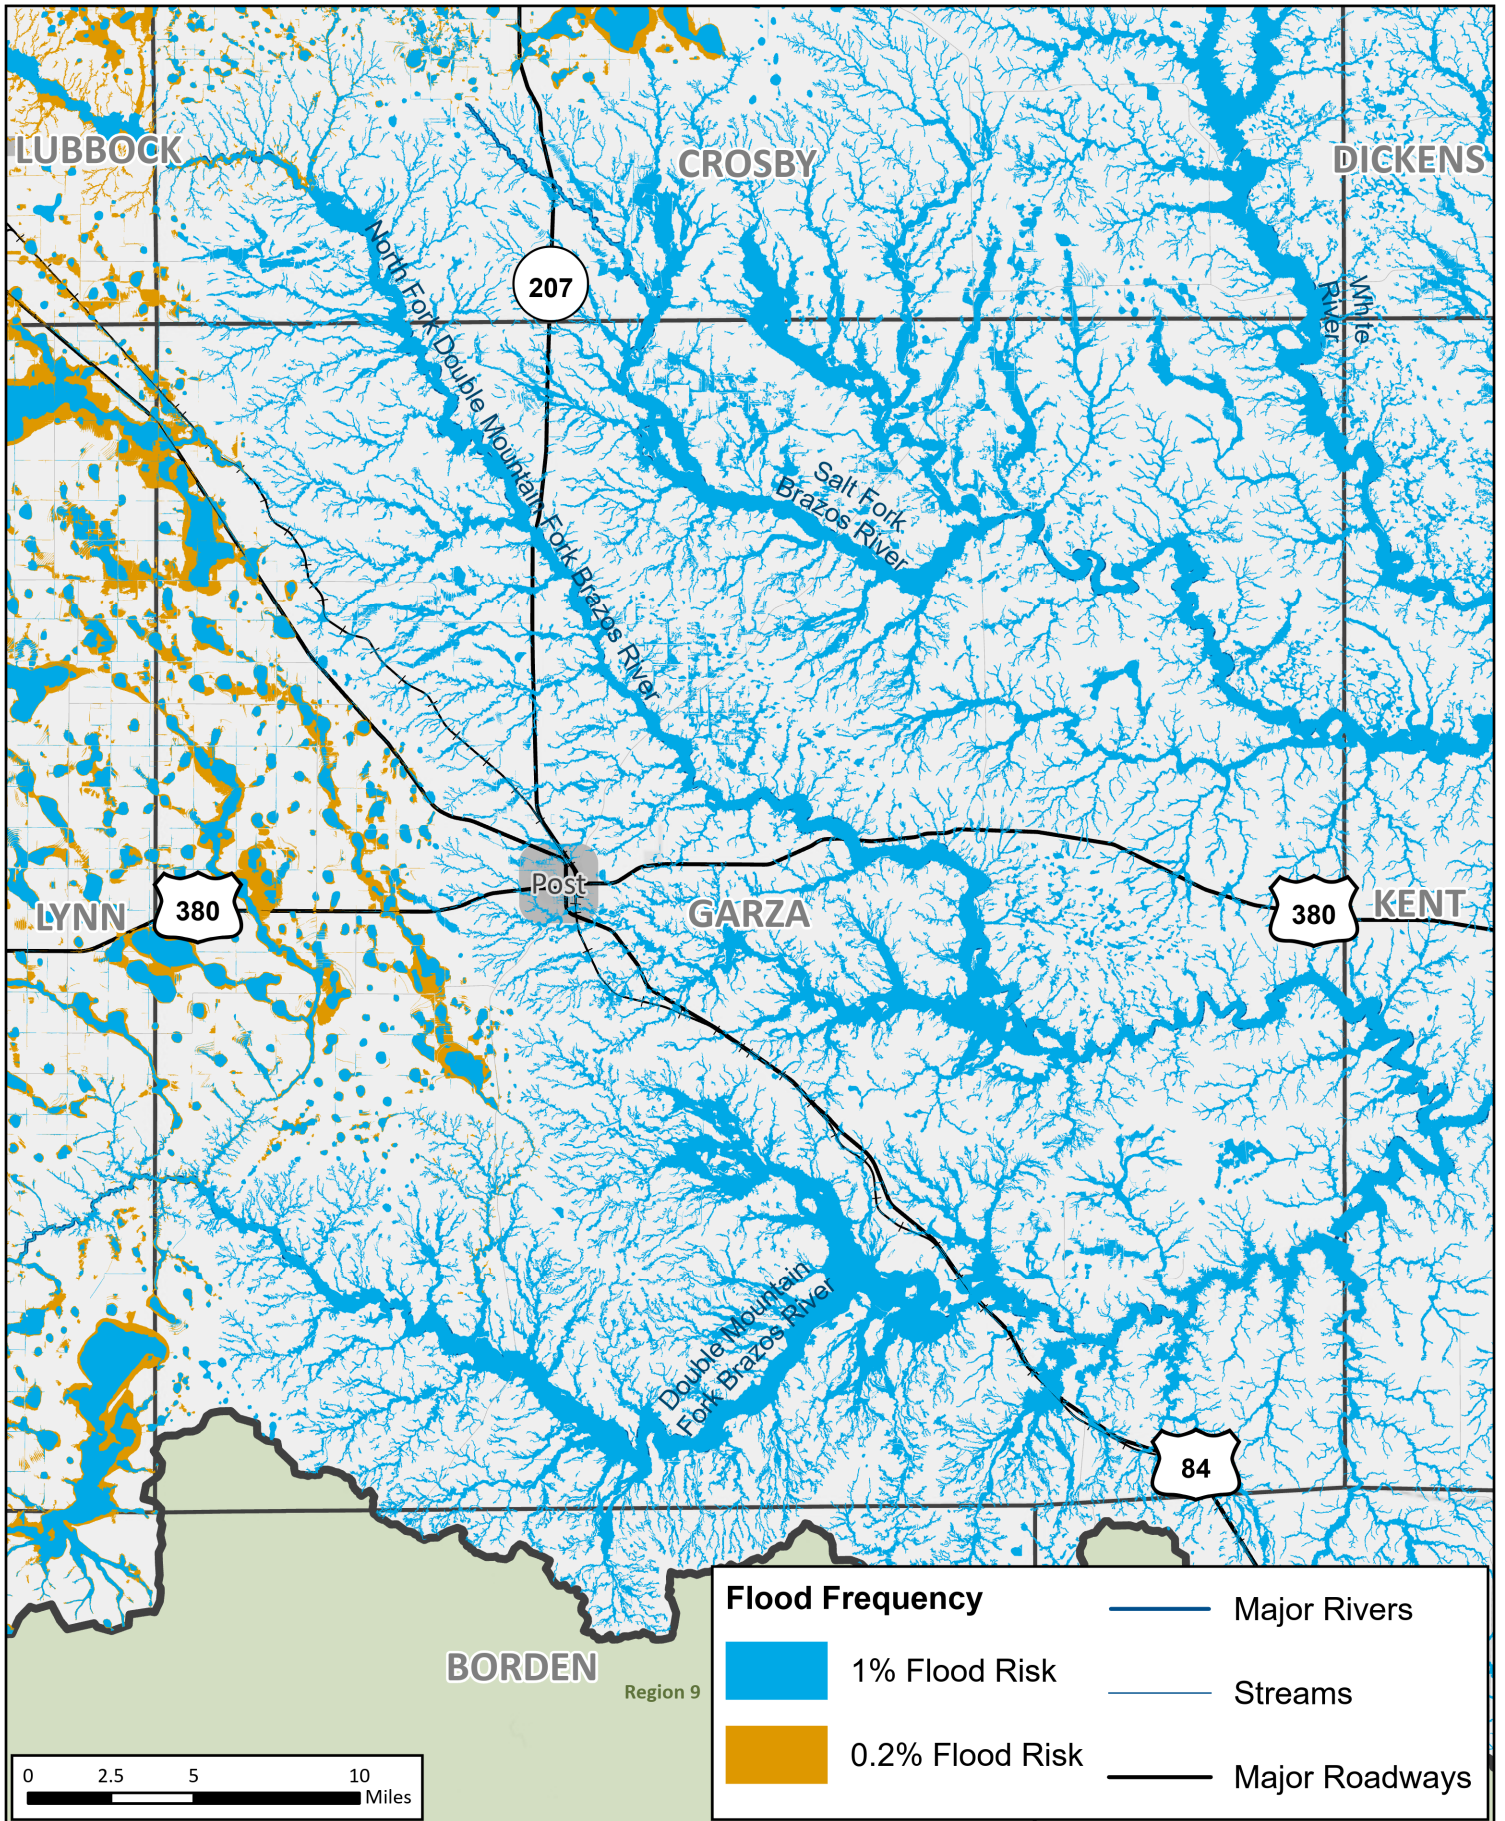 LUBBOCK
CROSBY
DICKENS
207
North Fork Double Mountain Fork Brazos River
White
River
Salt Fork
Brazos River
Post
LYNN
380
GARZA
380
KENT
Double Mountain
Fork Brazos River
84
BORDEN
Region 9
Flood Frequency
1% Flood Risk
0.2% Flood Risk
Major Rivers
Streams
Major Roadways
0 2.5 5 10
Miles